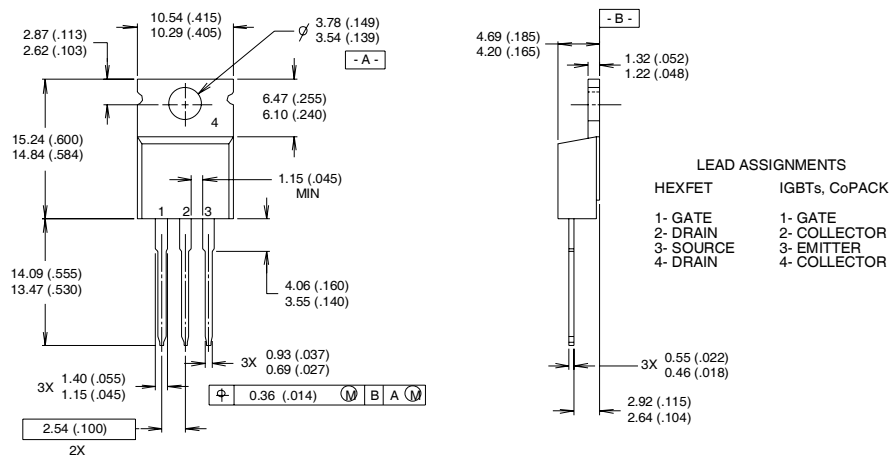 10.54 (.415)
10.29 (.405)
3.78 (.149)
3.54 (.139)
- A -
2.87 (.113)
2.62 (.103)
6.47 (.255)
6.10 (.240)
4
15.24 (.600)
14.84 (.584)
1.15 (.045)
MIN
1 2 3
14.09 (.555)
13.47 (.530)
4.06 (.160)
3.55 (.140)
3X 0.93 (.037)
0.69 (.027)
3X 1.40 (.055)
1.15 (.045)
0.36 (.014) Ⓜ B A Ⓜ
2.54 (.100)
2X
- B -
4.69 (.185)
4.20 (.165)
1.32 (.052)
1.22 (.048)
3X 0.55 (.022)
0.46 (.018)
2.92 (.115)
2.64 (.104)
LEAD ASSIGNMENTS
HEXFET
1- GATE
2- DRAIN
3- SOURCE
4- DRAIN
IGBTs, CoPACK
1- GATE
2- COLLECTOR
3- EMITTER
4- COLLECTOR